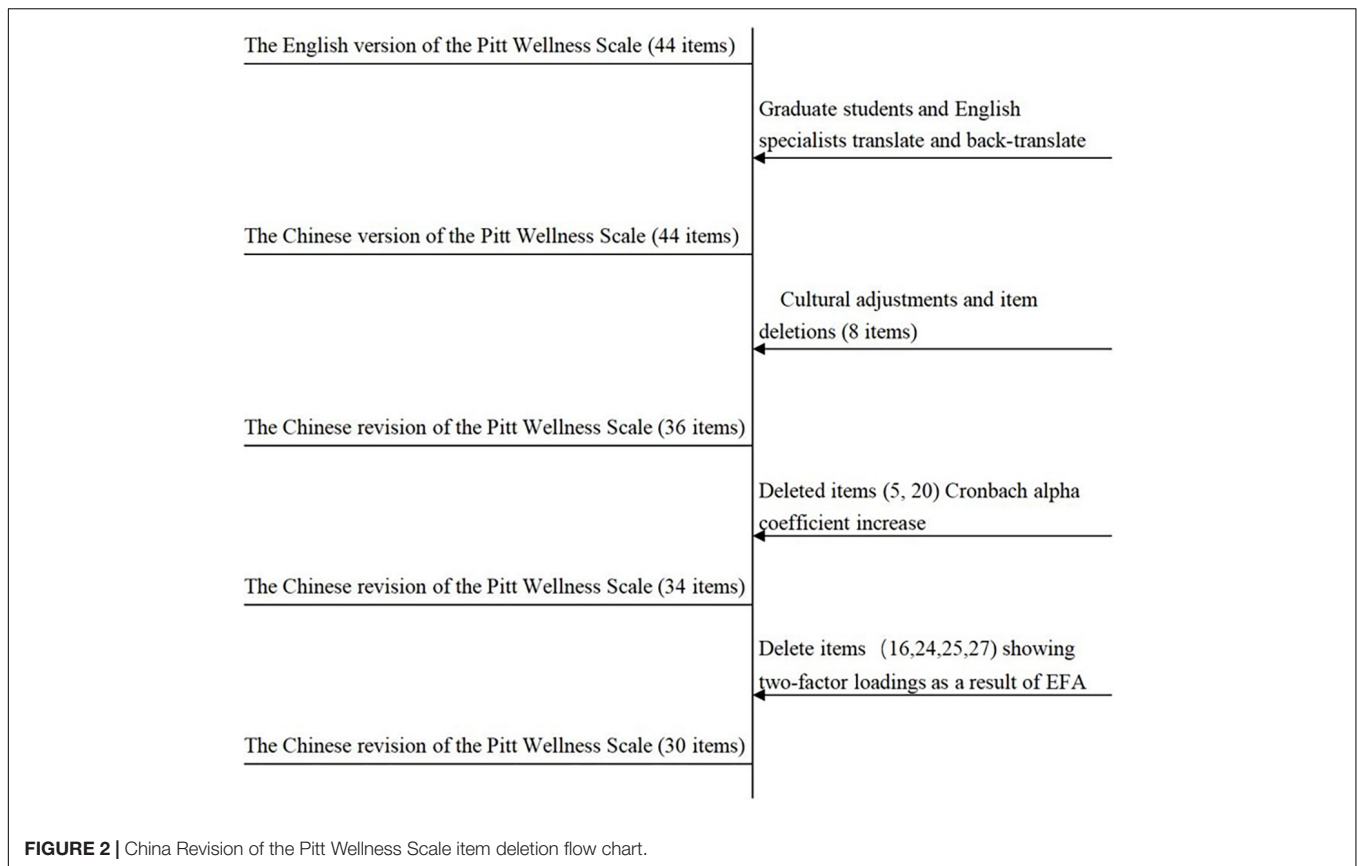 The English version of the Pitt Wellness Scale (44 items)
Graduate students and English
specialists translate and back-translate
The Chinese version of the Pitt Wellness Scale (44 items)
Cultural adjustments and item
deletions (8 items)
The Chinese revision of the Pitt Wellness Scale (36 items)
Deleted items (5, 20) Cronbach alpha
coefficient increase
The Chinese revision of the Pitt Wellness Scale (34 items)
Delete items （16,24,25,27) showing
two-factor loadings as a result of EFA
The Chinese revision of the Pitt Wellness Scale (30 items)
FIGURE 2 | China Revision of the Pitt Wellness Scale item deletion flow chart.